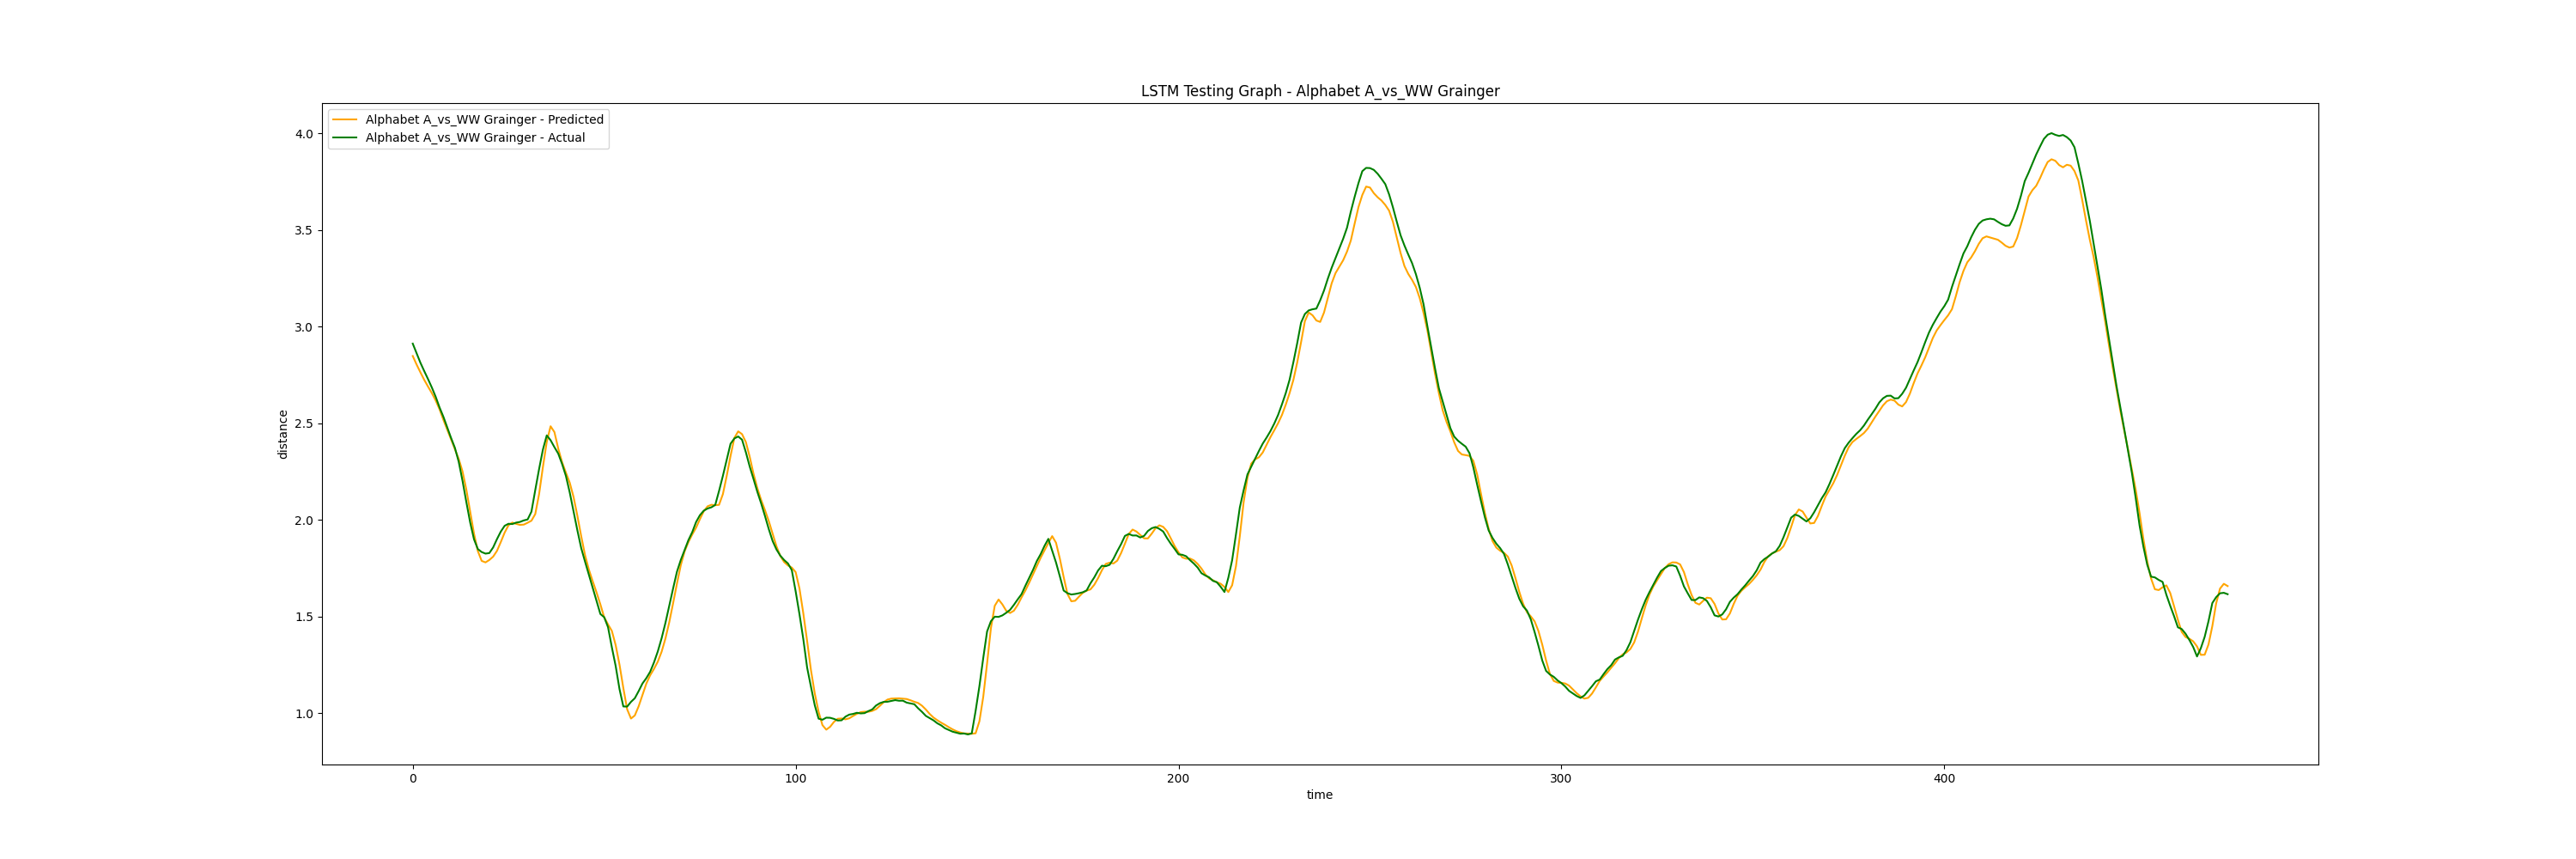 LSTM Testing Graph - Alphabet A_vs_WW Grainger
Alphabet A_vs_WW Grainger - Predicted
Alphabet A_vs_WW Grainger - Actual
4.0
3.5
3.0
2.5
2.0
1.5
1.0
distance
0 100 200 300 400
time